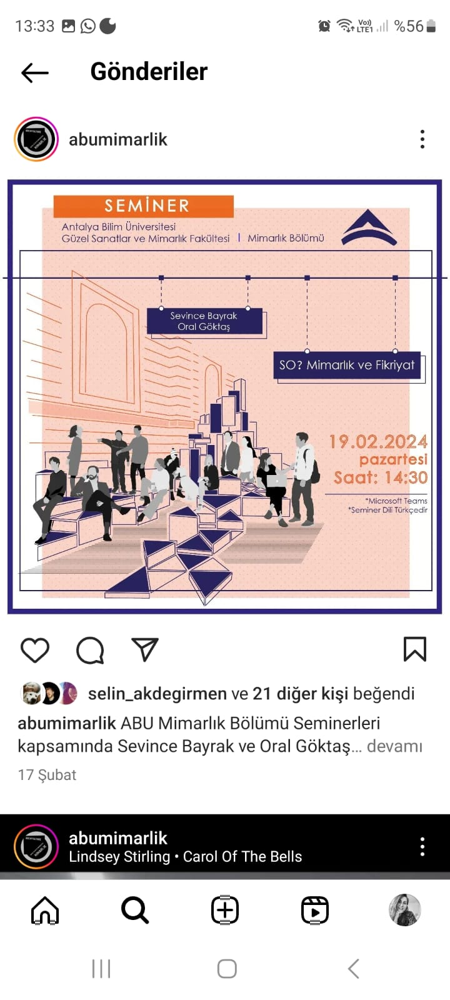 13:33
Vo))
LTE1
%56
Gönderiler
abumimarlik
SEMİNER
Antalya Bilim Üniversitesi
Güzel Sanatlar ve Mimarlık Fakültesi | Mimarlık Bölümü
Sevince Bayrak
Oral Göktaş
SO? Mimarlık ve Fikriyat
19.02.2024
pazartesi
Saat: 14:30
*Microsoft Teams
*Seminer Dili Türkçedir
selin_akdegirmen ve 21 diğer kişi beğendi
abumimarlik ABU Mimarlık Bölümü Seminerleri
kapsamında Sevince Bayrak ve Oral Göktaş... devamı
17 Şubat
abumimarlik
Lindsey Stirling • Carol Of The Bells